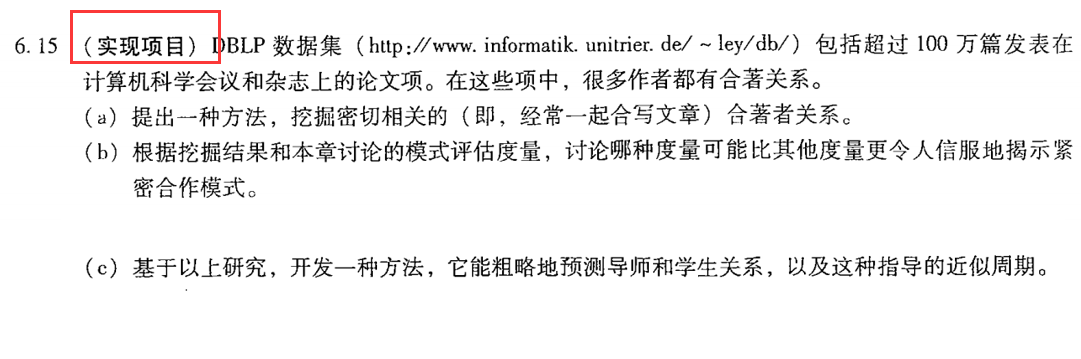 6.15 (实现项目) DBLP 数据集 (http://www. informatik. unitrier. de/ ~ ley/db/) 包括超过 100 万篇发表在
计算机科学会议和杂志上的论文项。在这些项中，很多作者都有合著关系。
(a) 提出一种方法，挖掘密切相关的 (即，经常一起合写文章) 合著者关系。
(b) 根据挖掘结果和本章讨论的模式评估度量，讨论哪种度量可能比其他度量更令人信服地揭示紧
密合作模式。
(c) 基于以上研究，开发一种方法，它能粗略地预测导师和学生关系，以及这种指导的近似周期。